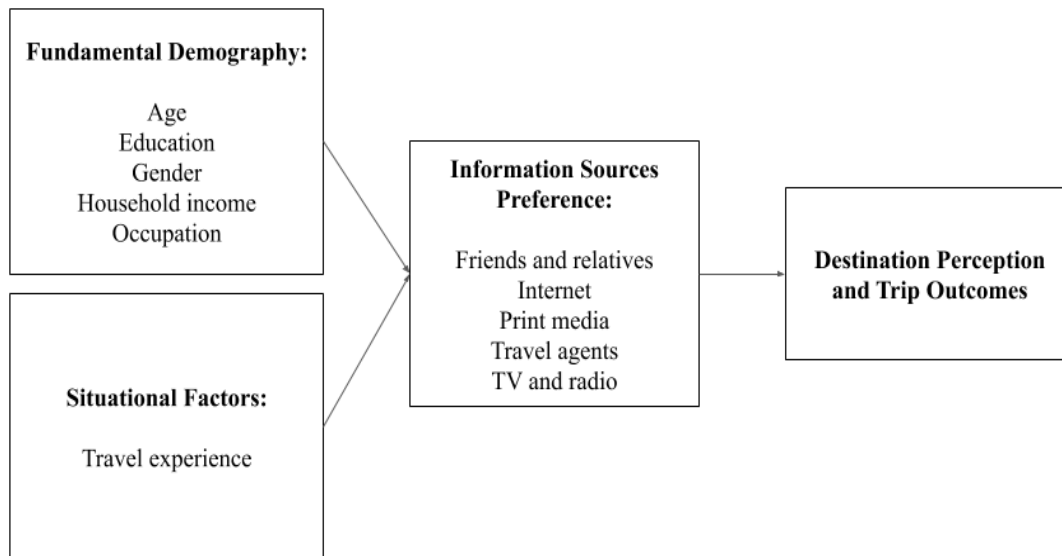 Fundamental Demography:
Age
Education
Gender
Household income
Occupation
Situational Factors:
Travel experience
Information Sources
Preference:
Friends and relatives
Internet
Print media
Travel agents
TV and radio
Destination Perception
and Trip Outcomes